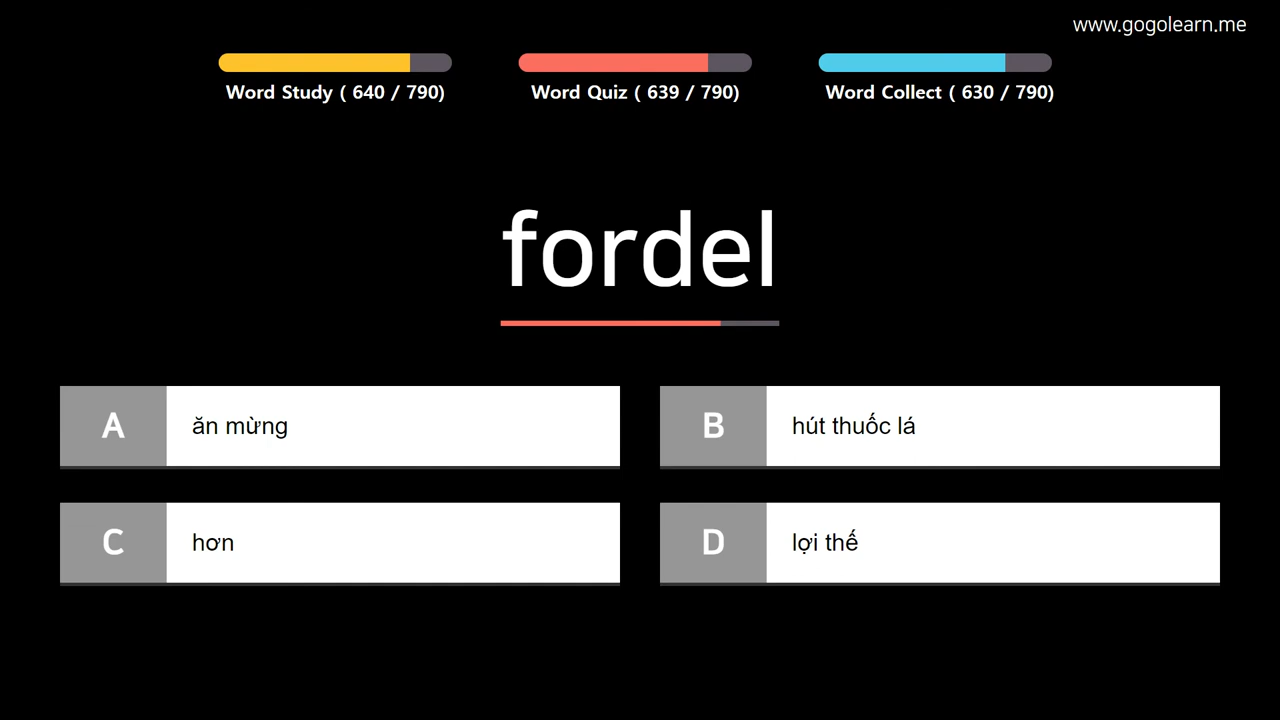 www.gogolearn.me
Word Study ( 640 / 790)
Word Quiz ( 639 / 790)
Word Collect ( 630 / 790)
fordel
A
ăn mừng
B
hút thuốc lá
C
hơn
D
lợi thế